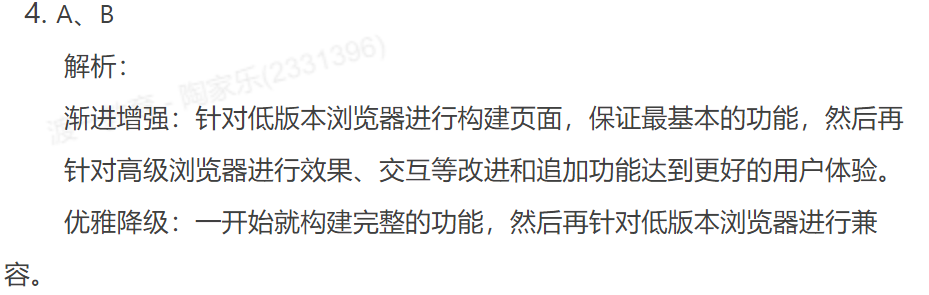 4. A、B
解析：
渐进增强：针对低版本浏览器进行构建页面，保证最基本的功能，然后再
针对高级浏览器进行效果、交互等改进和追加功能达到更好的用户体验。
优雅降级：一开始就构建完整的功能，然后再针对低版本浏览器进行兼
容。
陶家乐(2331396)